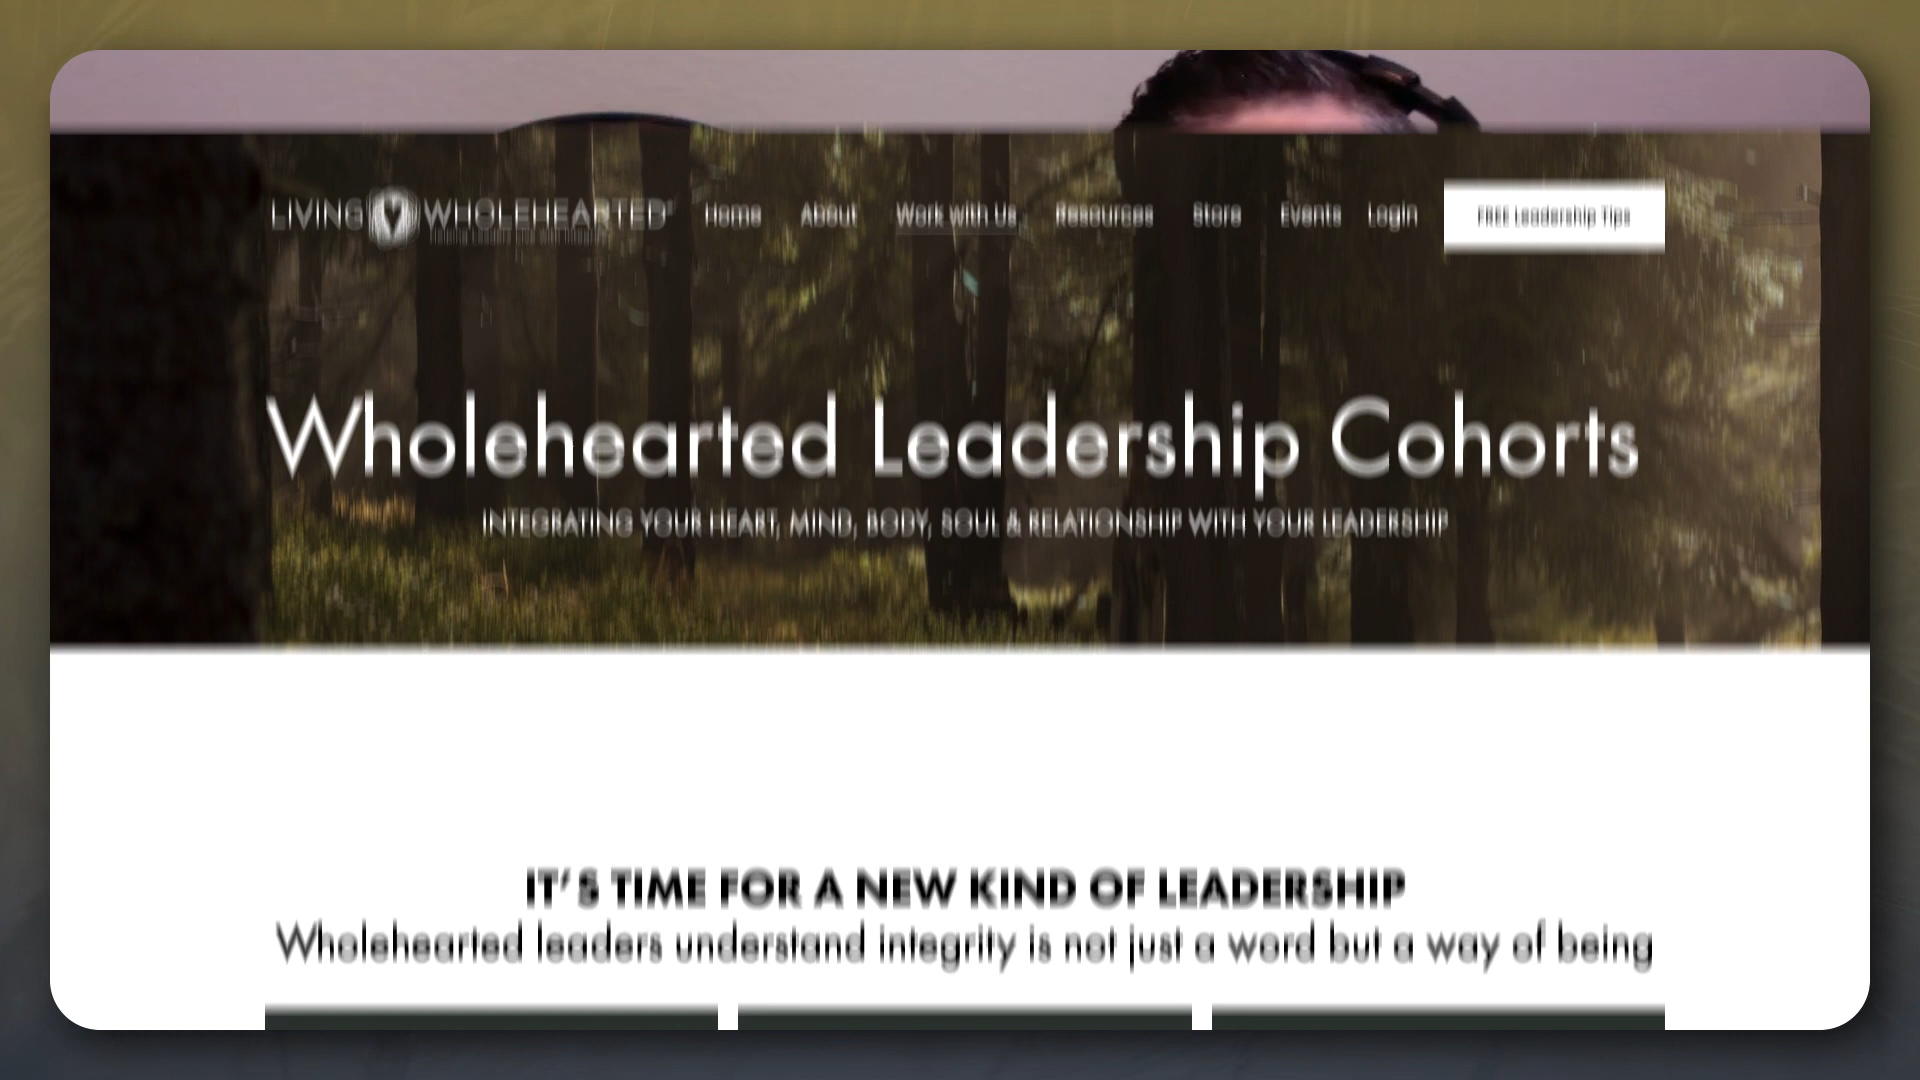 LIVING WHOLEHEARTED
Home About Work with Us Resources Store Events Login FREE Leadership Tips
Wholehearted Leadership Cohorts
INTEGRATING YOUR HEART, MIND, BODY, SOUL & RELATIONSHIP WITH YOUR LEADERSHIP
IT'S TIME FOR A NEW KIND OF LEADERSHIP
Wholehearted leaders understand integrity is not just a word but a way of being